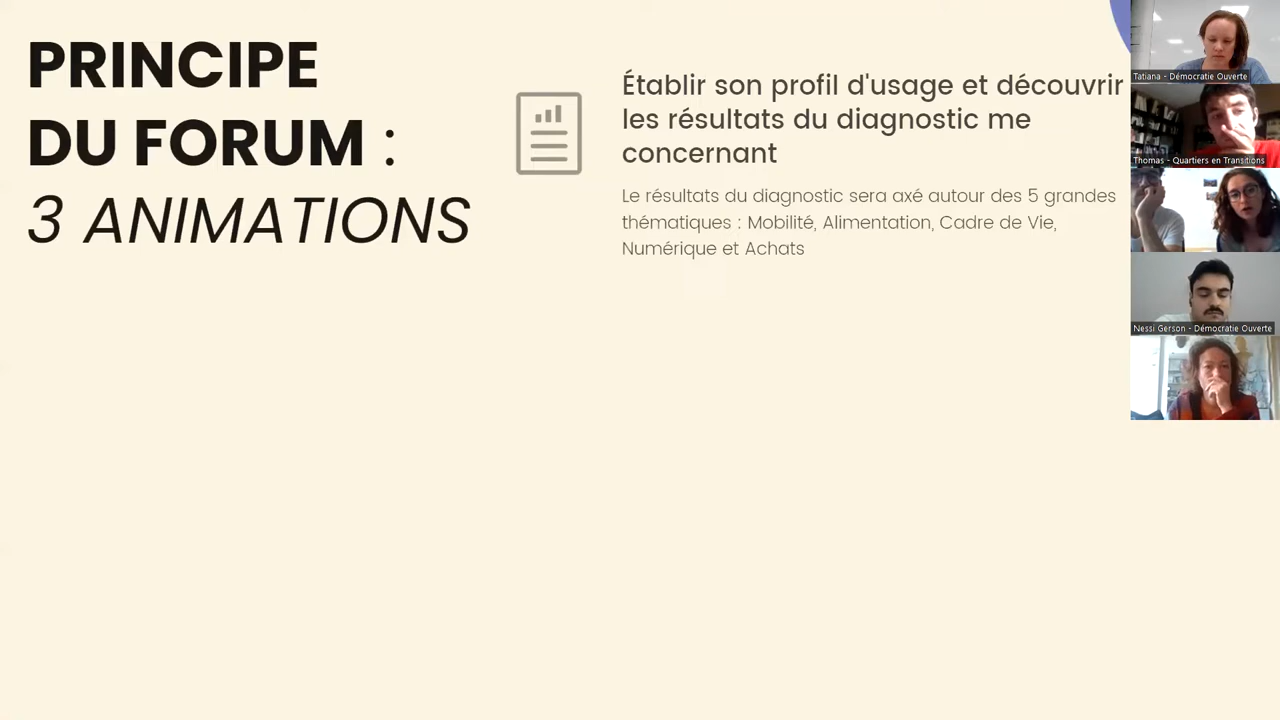 PRINCIPE
DU FORUM :
3 ANIMATIONS
Établir son profil d'usage et découvrir
les résultats du diagnostic me
concernant
Le résultats du diagnostic sera axé autour des 5 grandes
thématiques : Mobilité, Alimentation, Cadre de Vie,
Numérique et Achats
Tatiana - Démocratie Ouverte
Thomas - Quartiers en Transitions
Nessi Gerson - Démocratie Ouverte